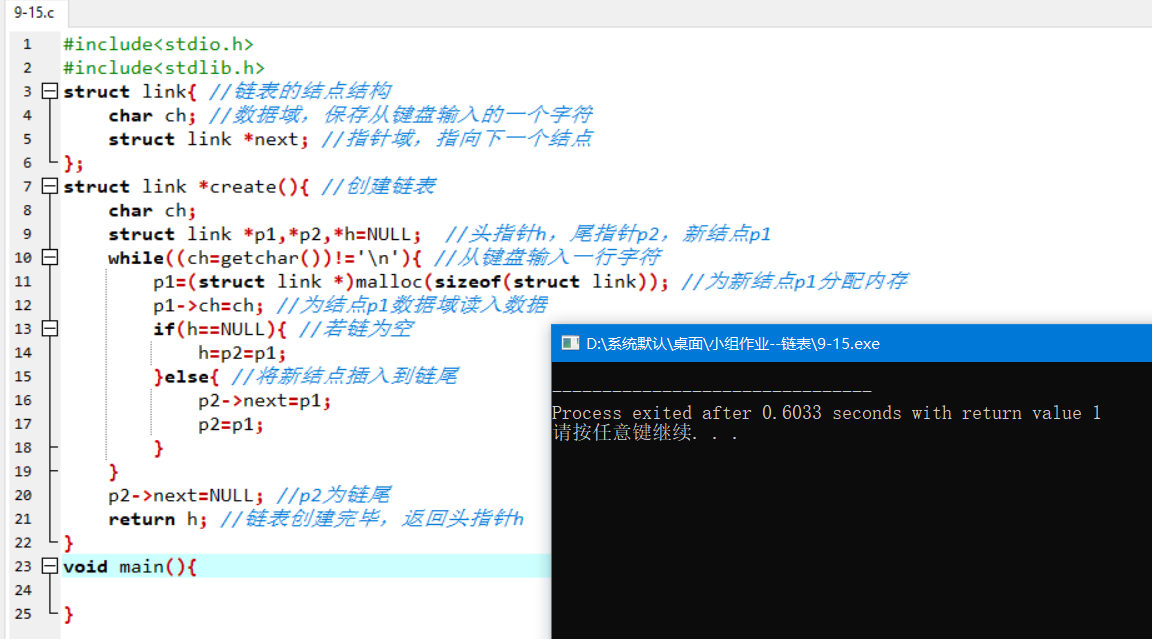 9-15.c
1 #include<stdio.h>
2 #include<stdlib.h>
3 struct link{ //链表的结点结构
4 char ch; //数据域，保存从键盘输入的一个字符
5 struct link *next; //指针域，指向下一个结点
6 };
7 struct link *create(){ //创建链表
8 char ch;
9 struct link *p1,*p2,*h=NULL; //头指针h，尾指针p2，新结点p1
10 while((ch=getchar())!='\n'){ //从键盘输入一行字符
11 p1=(struct link *)malloc(sizeof(struct link)); //为新结点p1分配内存
12 p1->ch=ch; //为结点p1数据域读入数据
13 if(h==NULL){ //若链为空
14 h=p2=p1;
15 }else{ //将新结点插入到链尾
16 p2->next=p1;
17 p2=p1;
18 }
19 }
20 p2->next=NULL; //p2为链尾
21 return h; //链表创建完毕，返回头指针h
22 }
23 void main(){
24
25 }
D:\系统默认\桌面\小组作业--链表\9-15.exe
--------------------------------
Process exited after 0.6033 seconds with return value 1
请按任意键继续. . .